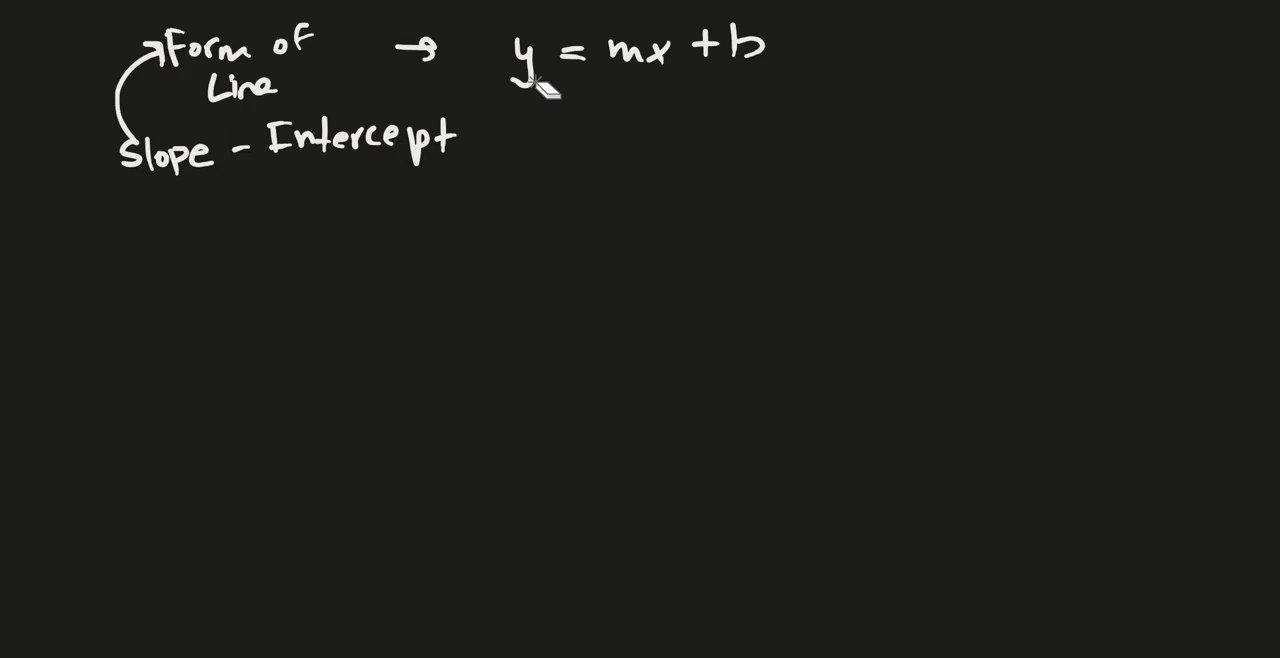 Form of → y = mx + b
Line
Slope - Intercept